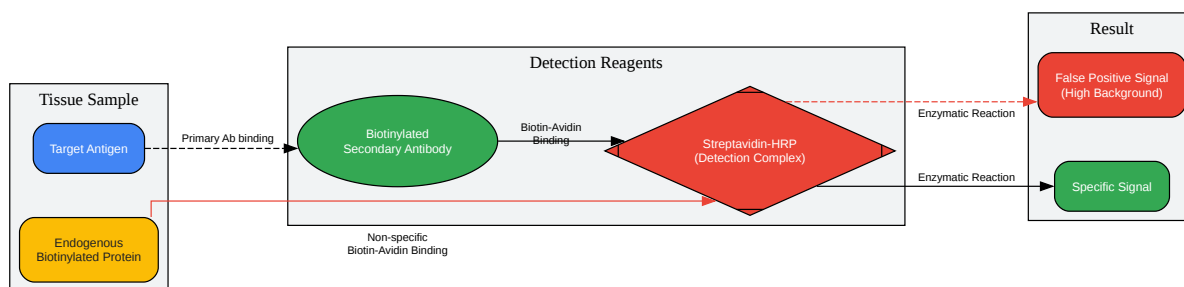 Tissue Sample
Target Antigen
Endogenous
Biotinylated Protein
Primary Ab binding
Detection Reagents
Biotinylated
Secondary Antibody
Biotin-Avidin
Binding
Streptavidin-HRP
(Detection Complex)
Non-specific
Biotin-Avidin Binding
Enzymatic Reaction
Enzymatic Reaction
Result
False Positive Signal
(High Background)
Specific Signal